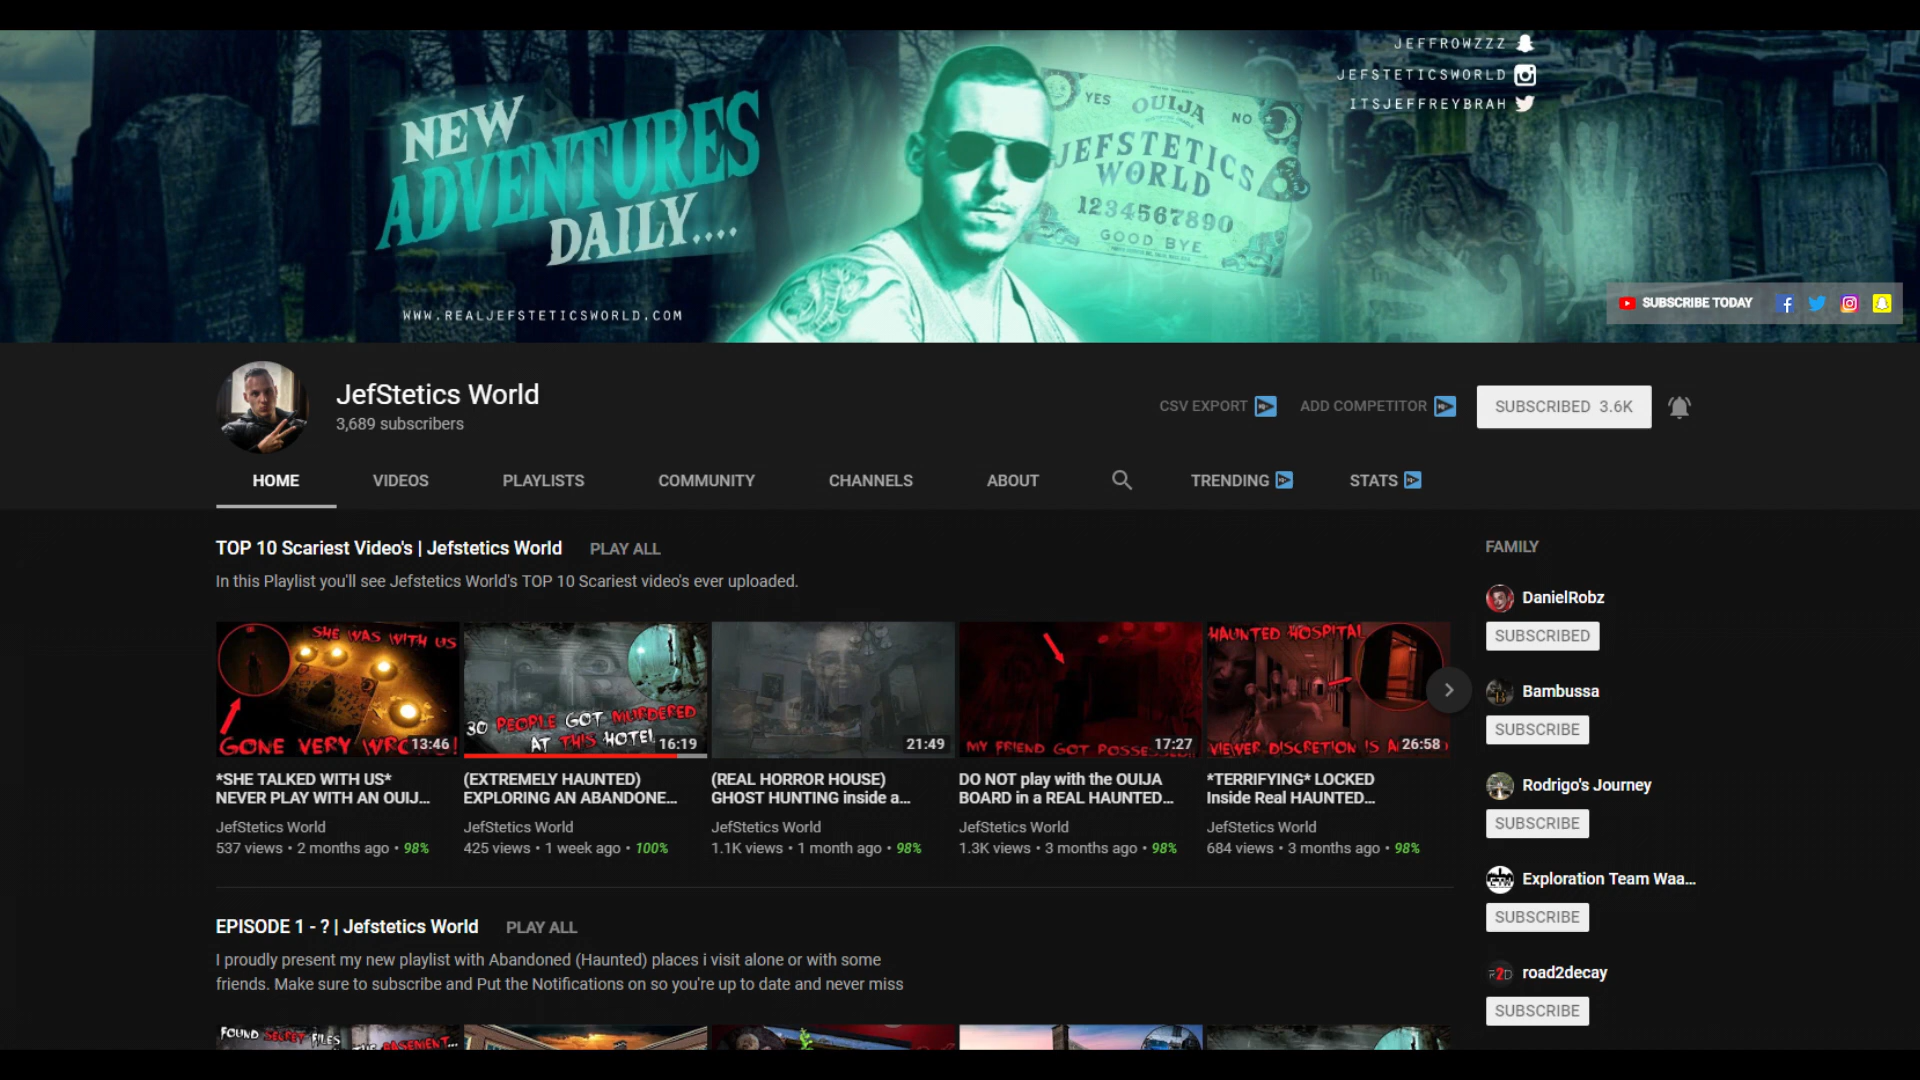 JEFFROWZZZ
JEFSTETICSWORLD
ITSJEFFREYBRAH
NEW
ADVENTURES
DAILY....
YES OUIJA NO
JEFSTETICS
WORLD
1234567890
GOOD BYE
WWW.REALJEFSTETICSWORLD.COM
SUBSCRIBE TODAY
JefStetics World
3,689 subscribers
CSV EXPORT
ADD COMPETITOR
SUBSCRIBED 3.6K
HOME VIDEOS PLAYLISTS COMMUNITY CHANNELS ABOUT TRENDING STATS
TOP 10 Scariest Video's | Jefstetics World PLAY ALL
In this Playlist you'll see Jefstetics World's TOP 10 Scariest video's ever uploaded.
SHE WAS WITH US
GONE VERY
13:46
*SHE TALKED WITH US*
NEVER PLAY WITH AN OUIJ...
JefStetics World
537 views • 2 months ago • 98%
30 PEOPLE GOT MURDERED
AT THIS HOTEL
16:19
(EXTREMELY HAUNTED)
EXPLORING AN ABANDONE...
JefStetics World
425 views • 1 week ago • 100%
21:49
(REAL HORROR HOUSE)
GHOST HUNTING inside a...
JefStetics World
1.1K views • 1 month ago • 98%
MY FRIEND GOT
17:27
DO NOT play with the OUIJA
BOARD in a REAL HAUNTED...
JefStetics World
1.3K views • 3 months ago • 98%
HAUNTED HOSPITAL
VIEWER DISCRETION IS
26:58
*TERRIFYING* LOCKED
Inside Real HAUNTED...
JefStetics World
684 views • 3 months ago • 98%
EPISODE 1 - ? | Jefstetics World PLAY ALL
I proudly present my new playlist with Abandoned (Haunted) places i visit alone or with some
friends. Make sure to subscribe and Put the Notifications on so you're up to date and never miss
FOUND SECRET FILES
BASEMENT...
FAMILY
DanielRobz
SUBSCRIBED
Bambussa
SUBSCRIBE
Rodrigo's Journey
SUBSCRIBE
ETW
Exploration Team Waa...
SUBSCRIBE
R2D
road2decay
SUBSCRIBE